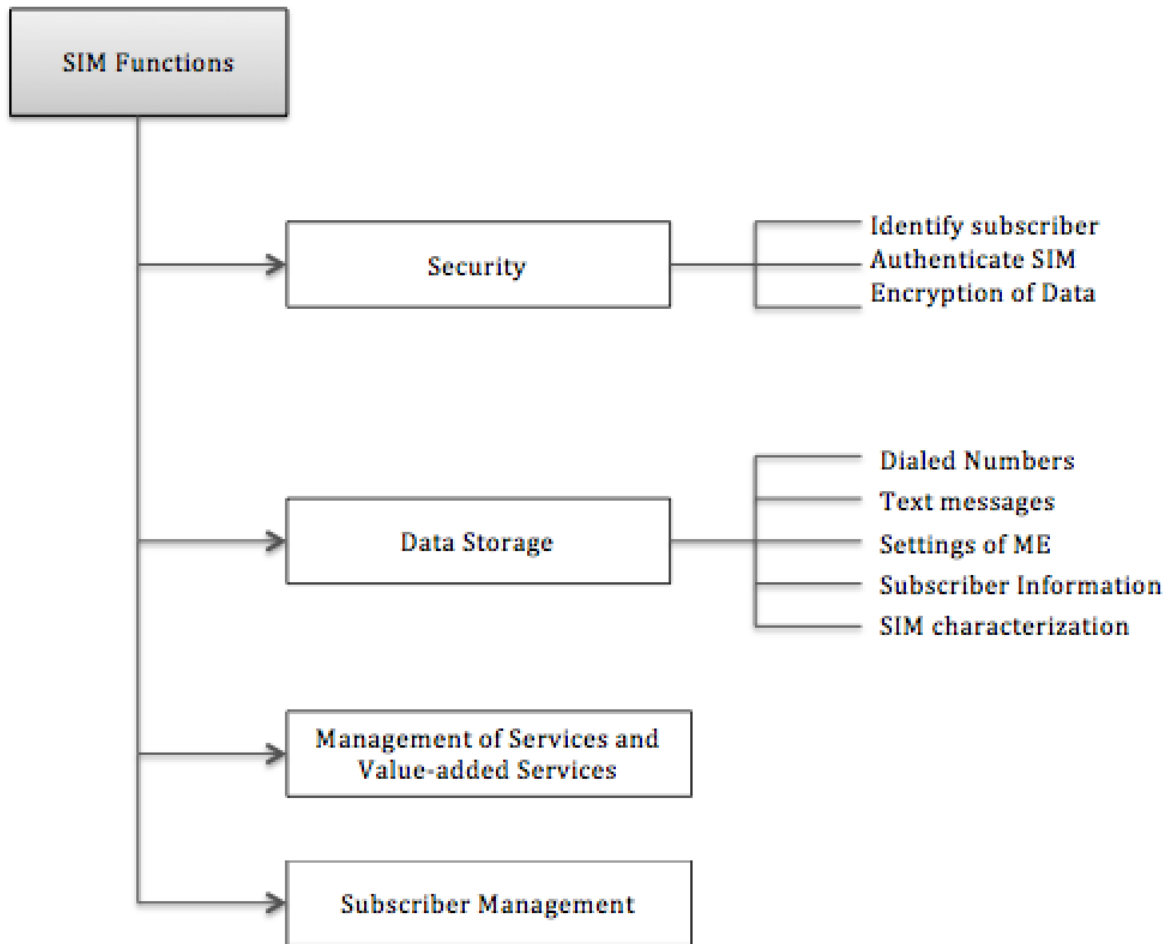 SIM Functions
Security
Identify subscriber
Authenticate SIM
Encryption of Data
Data Storage
Dialed Numbers
Text messages
Settings of ME
Subscriber Information
SIM characterization
Management of Services and
Value-added Services
Subscriber Management